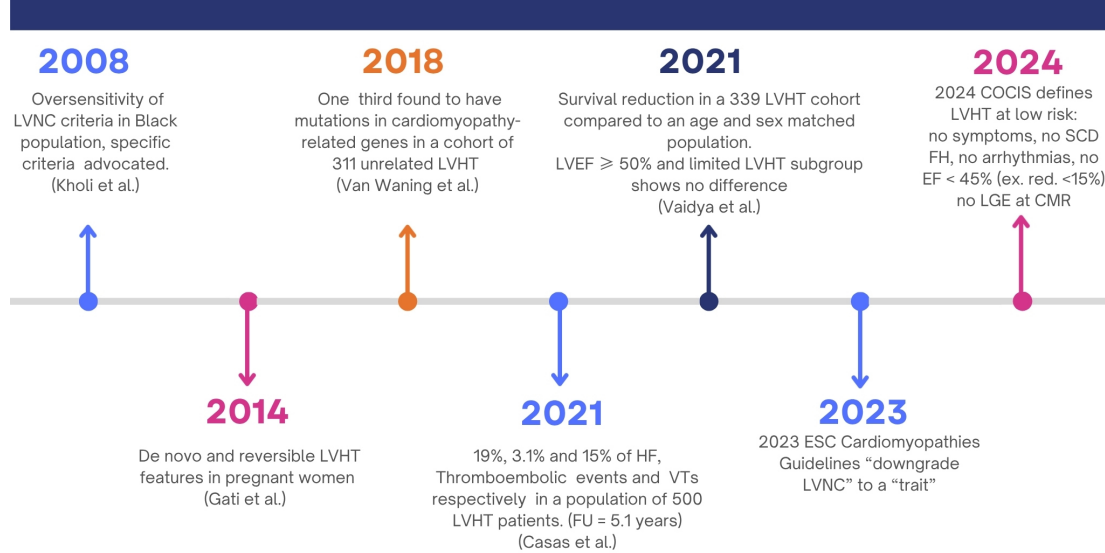 2008
Oversensitivity of
LVNC criteria in Black
population, specific
criteria advocated.
(Kholi et al.)
2018
One third found to have
mutations in cardiomyopathy-
related genes in a cohort of
311 unrelated LVHT
(Van Waning et al.)
2021
Survival reduction in a 339 LVHT cohort
compared to an age and sex matched
population.
LVEF ⩾ 50% and limited LVHT subgroup
shows no difference
(Vaidya et al.)
2024
2024 COCIS defines
LVHT at low risk:
no symptoms, no SCD
FH, no arrhythmias, no
EF < 45% (ex. red. <15%)
no LGE at CMR
2014
De novo and reversible LVHT
features in pregnant women
(Gati et al.)
2021
19%, 3.1% and 15% of HF,
Thromboembolic events and VTs
respectively in a population of 500
LVHT patients. (FU = 5.1 years)
(Casas et al.)
2023
2023 ESC Cardiomyopathies
Guidelines “downgrade
LVNC” to a “trait”